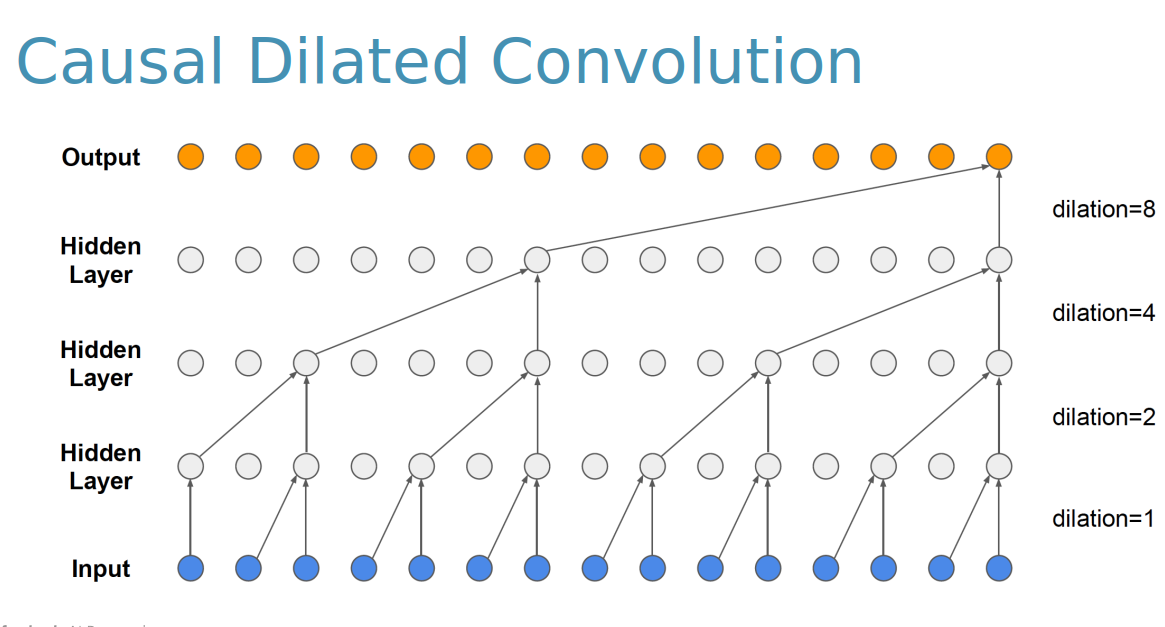 Causal Dilated Convolution
Output
dilation=8
Hidden
Layer
dilation=4
Hidden
Layer
dilation=2
Hidden
Layer
dilation=1
Input